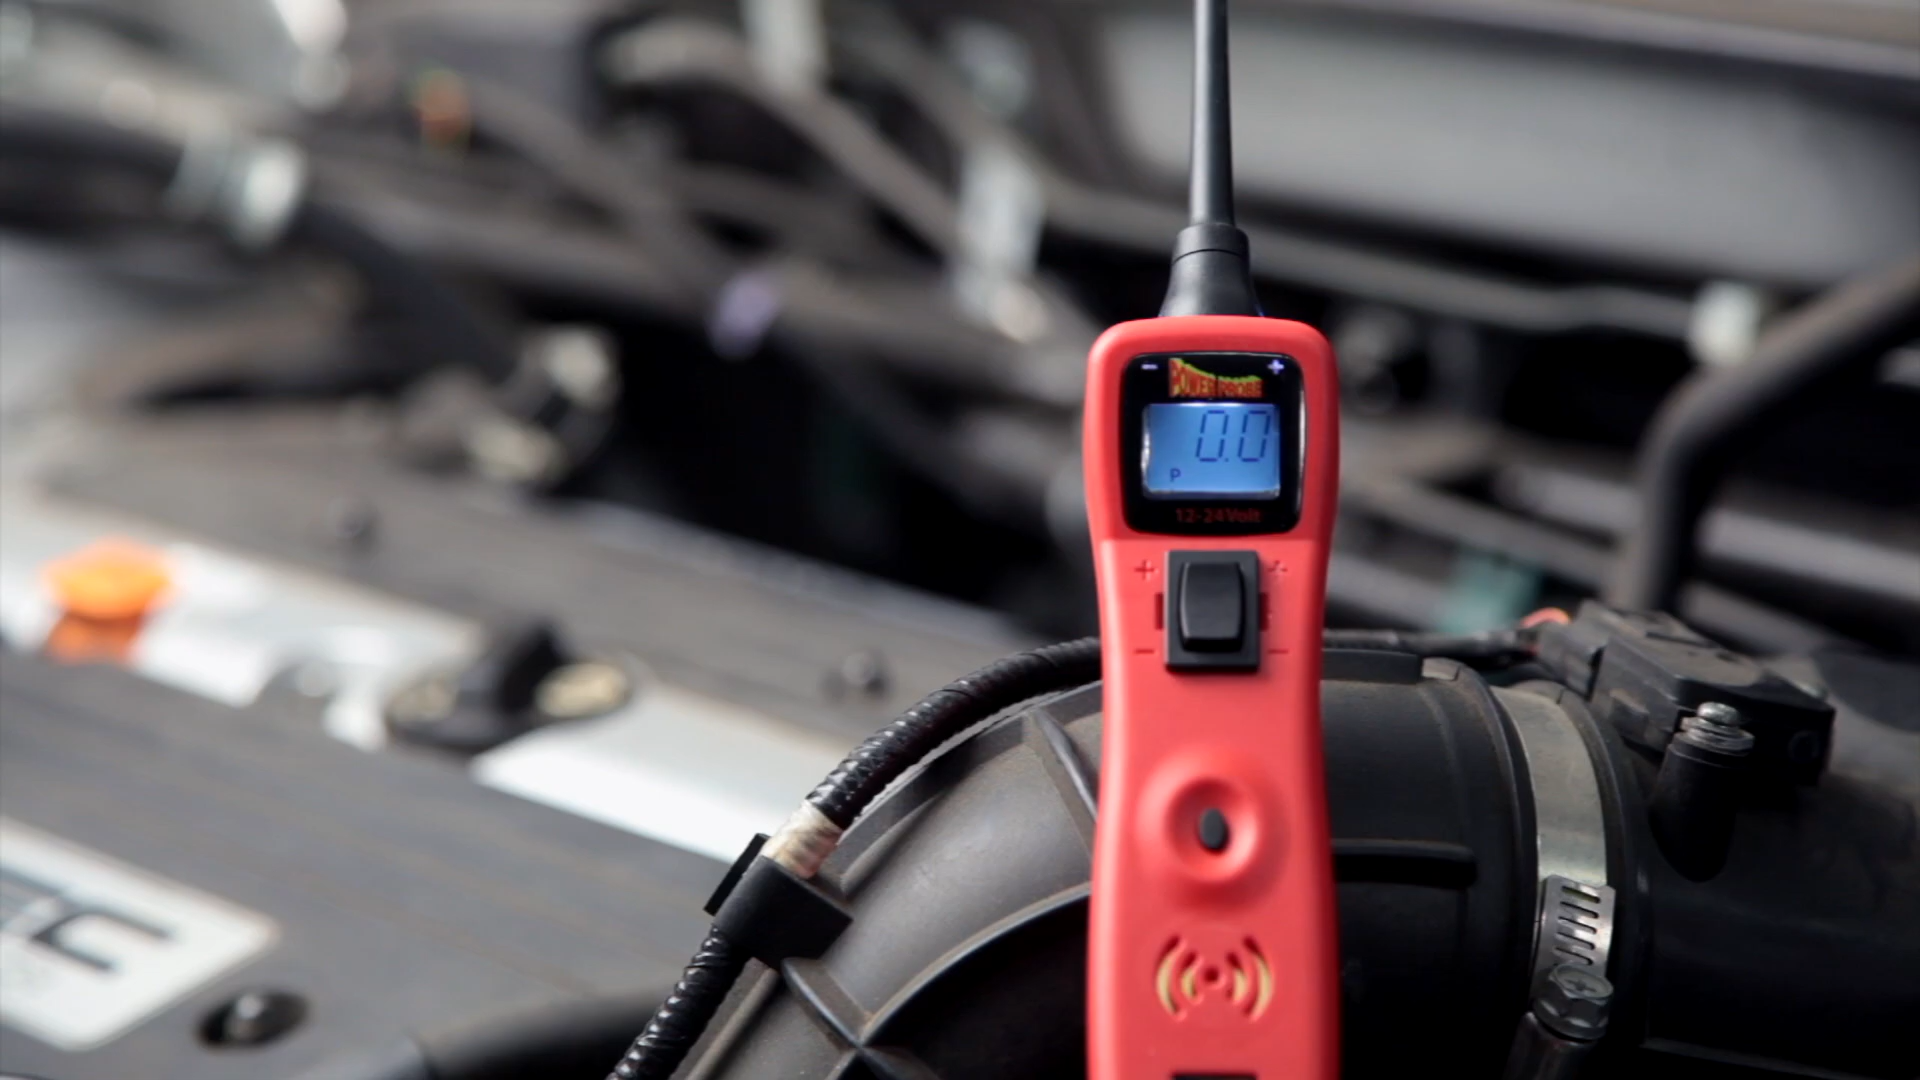 - +
POWER PROBE
0.0
P
12-24Volt
+ +
- -